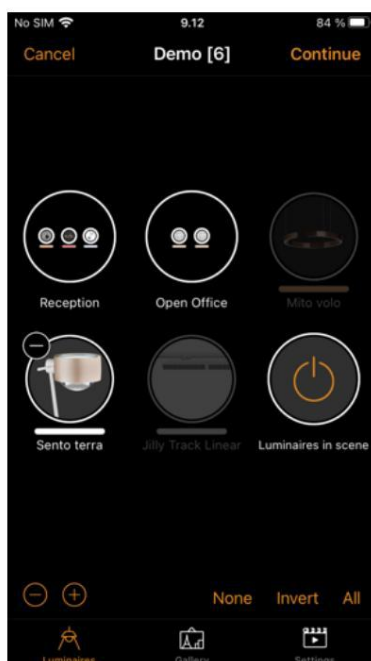 No SIM 9.12 84 %
Cancel Demo [6] Continue
Reception Open Office Mito volo
Sento terra Jilly Track Linear Luminaires in scene
None Invert All
Luminaires Gallery Settings